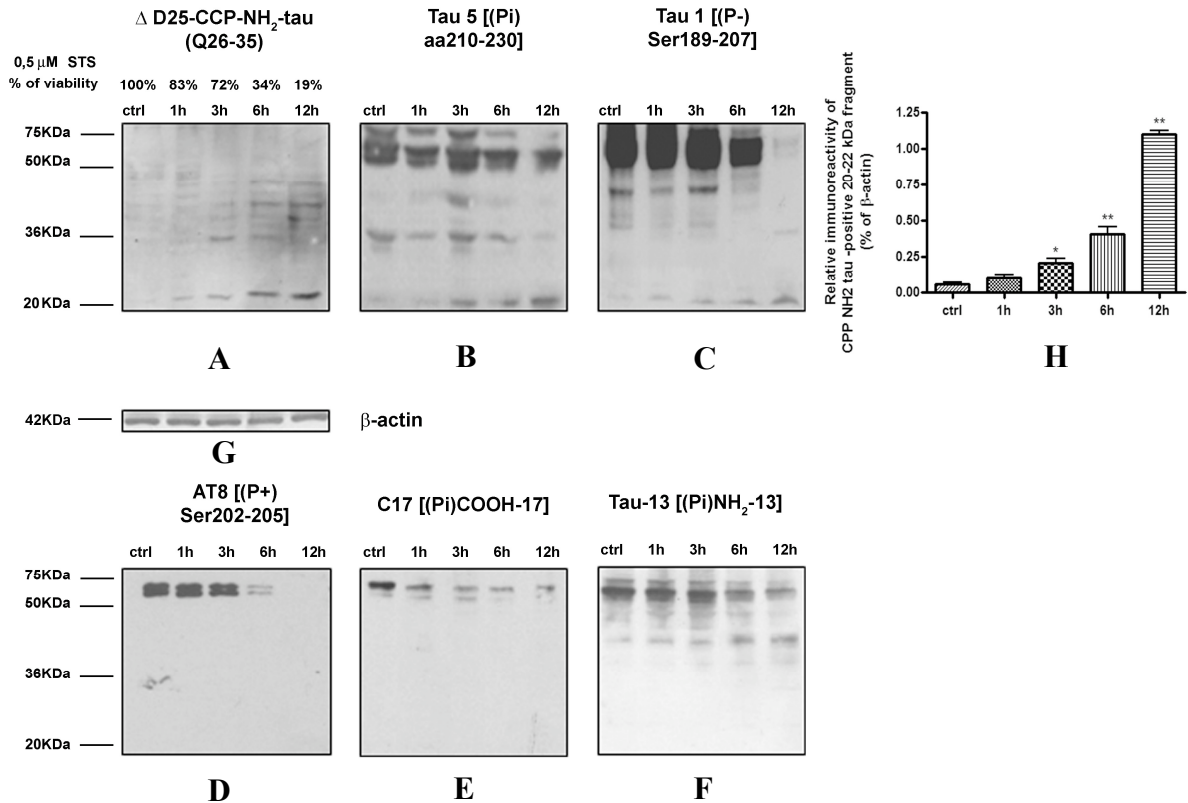 Δ D25-CCP-NH2-tau
(Q26-35)
Tau 5 [(Pi)
aa210-230]
Tau 1 [(P-)
Ser189-207]
0,5 μM STS
% of viability 100% 83% 72% 34% 19%
ctrl 1h 3h 6h 12h
ctrl 1h 3h 6h 12h
ctrl 1h 3h 6h 12h
75KDa
50KDa
36KDa
20KDa
A
B
C
Relative immunoreactivity of
CPP NH2 tau -positive 20-22 kDa fragment
(% of β-actin)
1.25
1.00
0.75
0.50
0.25
0.00
* ** **
ctrl 1h 3h 6h 12h
H
42KDa
β-actin
G
AT8 [(P+)
Ser202-205]
C17 [(Pi)COOH-17]
Tau-13 [(Pi)NH2-13]
ctrl 1h 3h 6h 12h
ctrl 1h 3h 6h 12h
ctrl 1h 3h 6h 12h
75KDa
50KDa
36KDa
20KDa
D
E
F